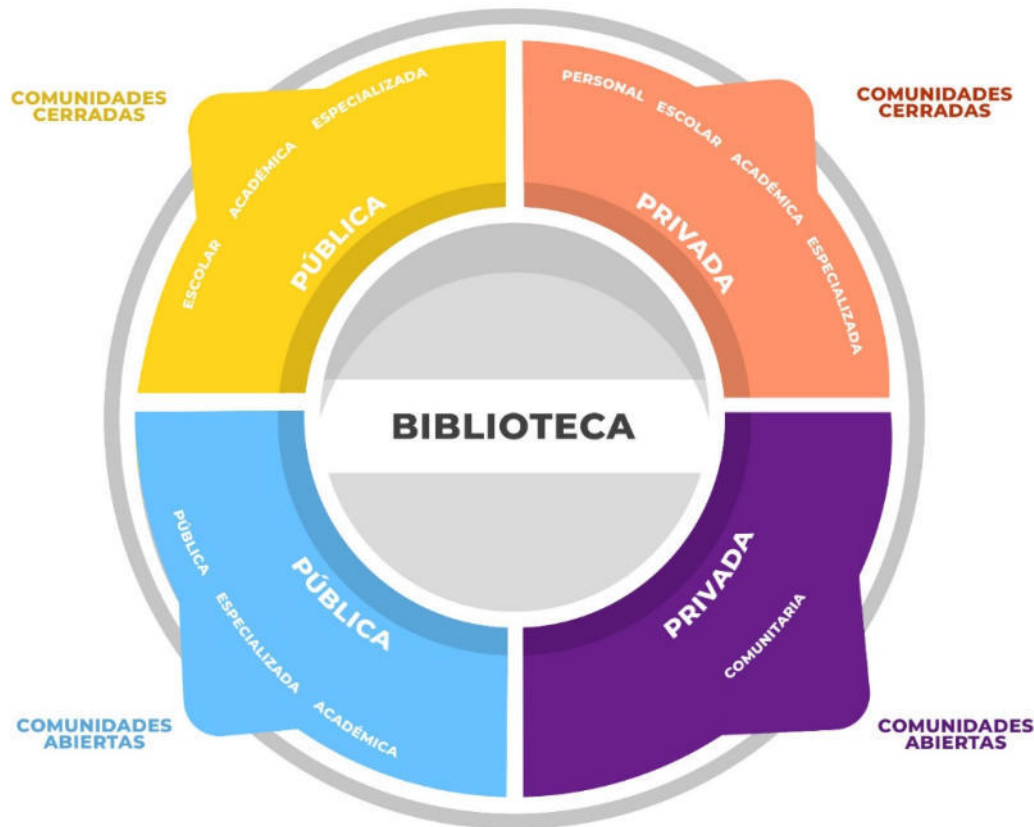 COMUNIDADES
CERRADAS
ESCOLAR ACADÉMICA ESPECIALIZADA
PÚBLICA
COMUNIDADES
CERRADAS
PERSONAL ESCOLAR ACADÉMICA ESPECIALIZADA
PRIVADA
BIBLIOTECA
PÚBLICA
PÚBLICA ESPECIALIZADA ACADÉMICA
COMUNIDADES
ABIERTAS
PRIVADA
COMUNITARIA
COMUNIDADES
ABIERTAS